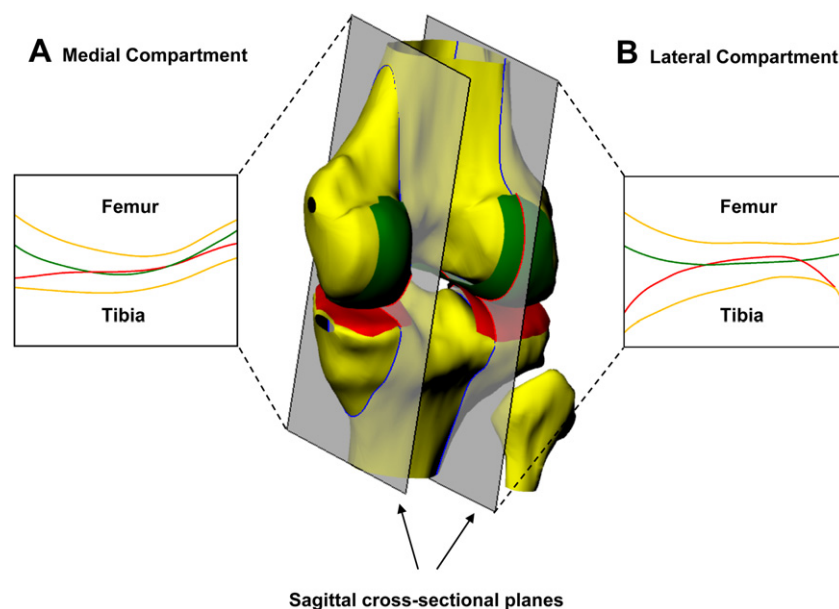 A Medial Compartment
B Lateral Compartment
Femur
Tibia
Femur
Tibia
Sagittal cross-sectional planes